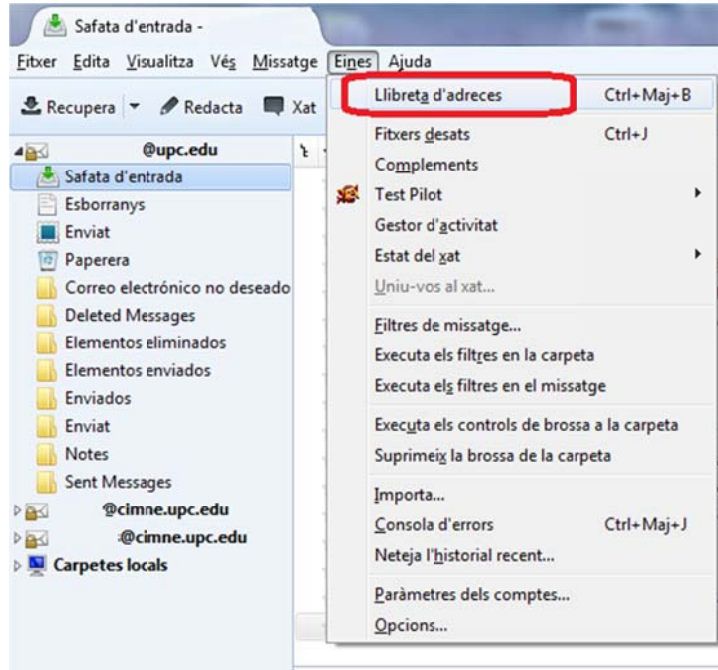 Safata d'entrada -
Fitxer Edita Visualitza Vés Missatge Eines Ajuda
Recupera Redacta Xat
@upc.edu
Safata d'entrada
Esborranys
Enviat
Paperera
Correo electrónico no deseado
Deleted Messages
Elementos eliminados
Elementos enviados
Enviados
Enviat
Notes
Sent Messages
@cimne.upc.edu
@cimne.upc.edu
Carpetes locals
Llibreta d'adreces Ctrl+Maj+B
Fitxers desats Ctrl+J
Complements
Test Pilot
Gestor d'activitat
Estat del xat
Uniu-vos al xat...
Filtres de missatge...
Executa els filtres en la carpeta
Executa els filtres en el missatge
Executa els controls de brossa a la carpeta
Suprimeix la brossa de la carpeta
Importa...
Consola d'errors Ctrl+Maj+J
Neteja l'historial recent...
Paràmetres dels comptes...
Opcions...